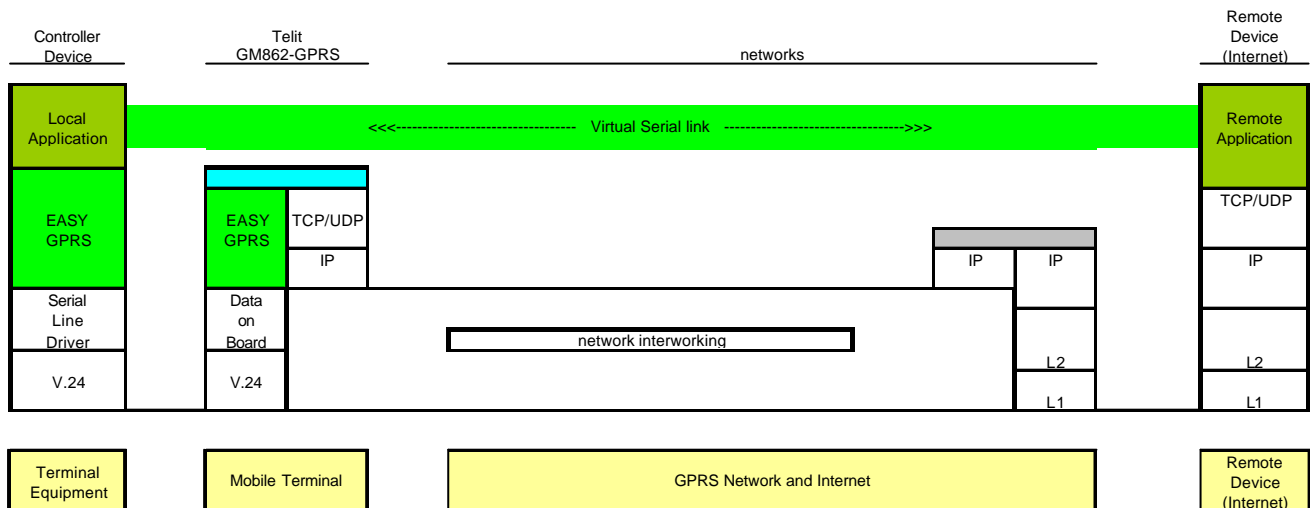 Controller
Device
Telit
GM862-GPRS
networks
Remote
Device
(Internet)
Local
Application
<<<---------------------------------- Virtual Serial link ---------------------------------->>>
Remote
Application
EASY
GPRS
EASY
GPRS
TCP/UDP
TCP/UDP
IP
IP
IP
IP
Serial
Line
Driver
Data
on
Board
network interworking
L2
L2
V.24
V.24
L1
L1
Terminal
Equipment
Mobile Terminal
GPRS Network and Internet
Remote
Device
(Internet)